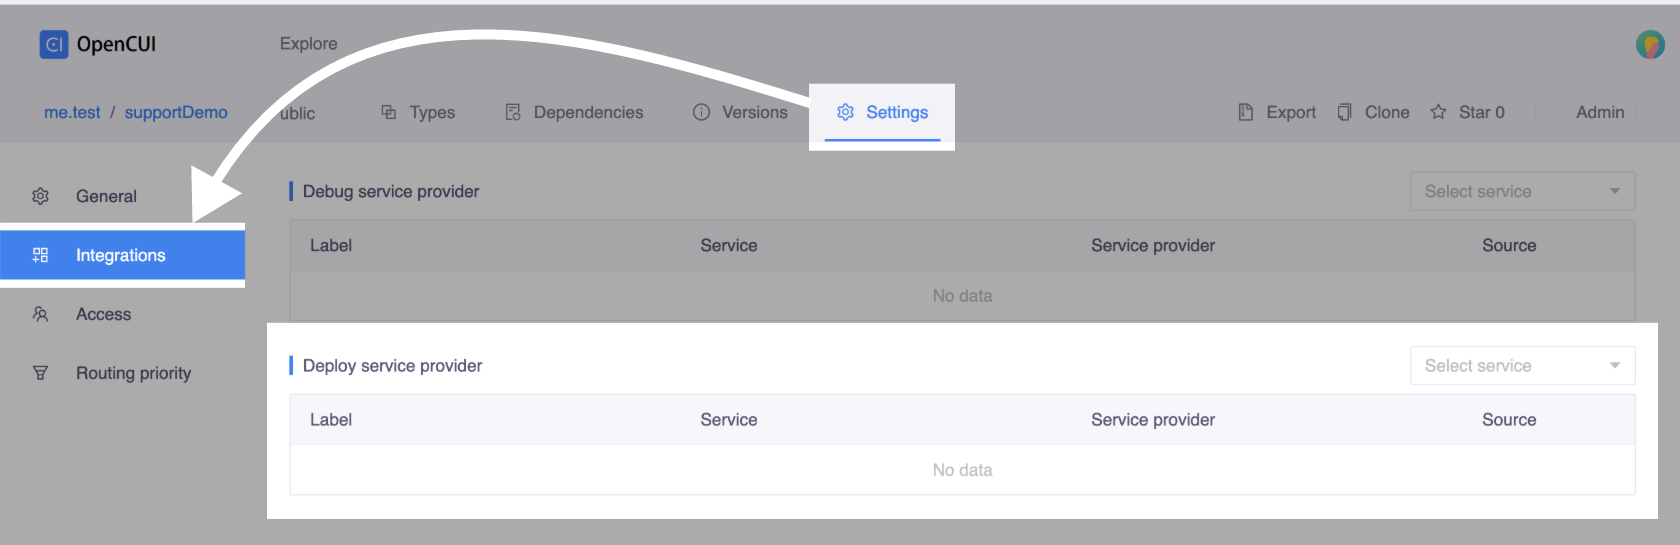 CI OpenCUI Explore
me.test / supportDemo ublic Types Dependencies Versions Settings Export Clone Star 0 Admin
General
Integrations
Access
Routing priority
Debug service provider Select service
Label Service Service provider Source
No data
Deploy service provider Select service
Label Service Service provider Source
No data